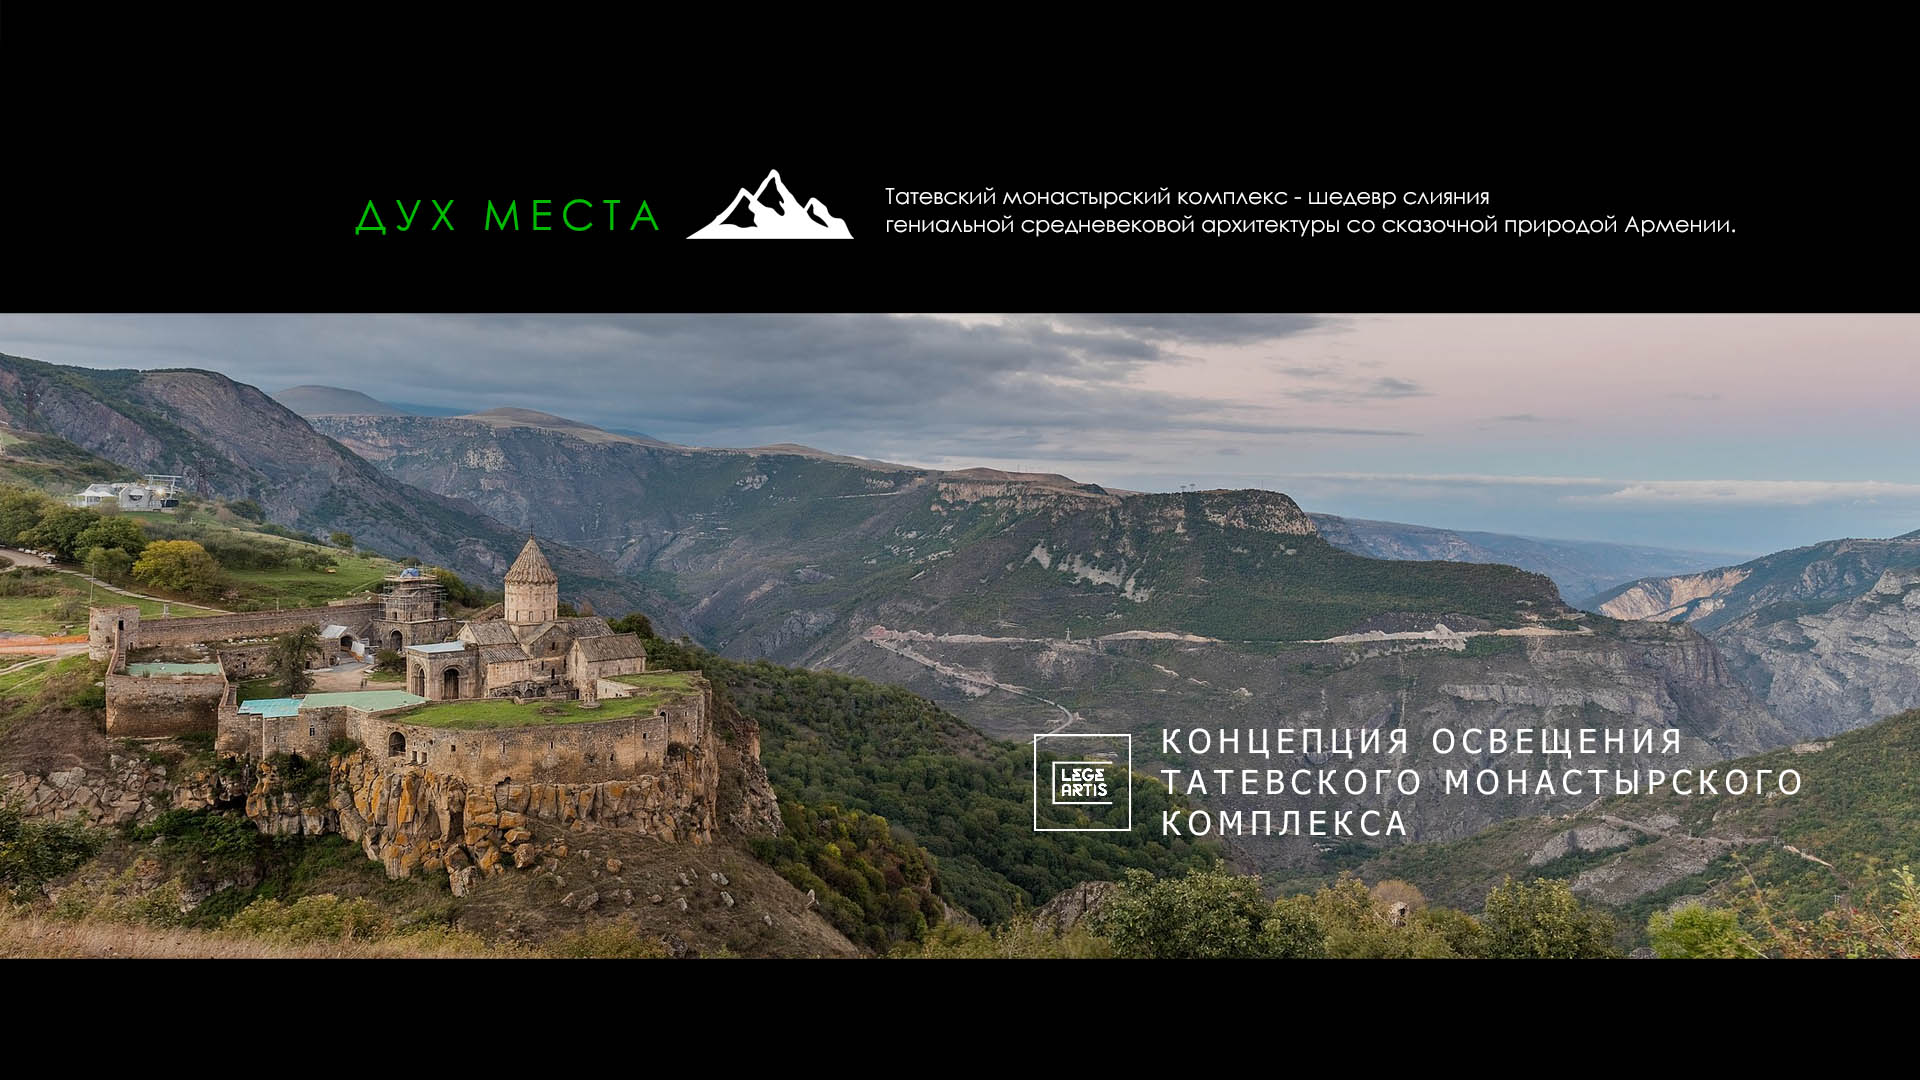 ДУХ МЕСТА
Татевский монастырский комплекс - шедевр слияния
гениальной средневековой архитектуры со сказочной природой Армении.
LEGE
ARTIS
КОНЦЕПЦИЯ ОСВЕЩЕНИЯ
ТАТЕВСКОГО МОНАСТЫРСКОГО
КОМПЛЕКСА